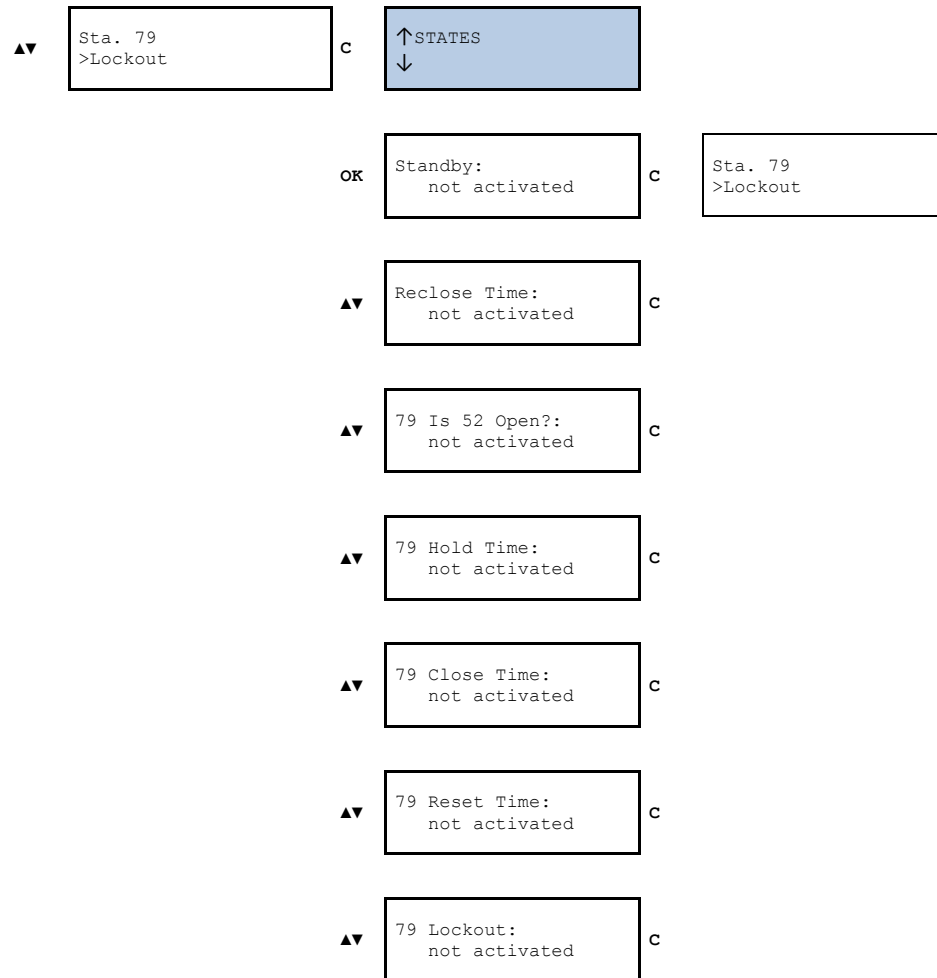 ▲▼
Sta. 79
>Lockout
C
↑STATES
↓
OK
Standby:
not activated
C
Sta. 79
>Lockout
▲▼
Reclose Time:
not activated
C
▲▼
79 Is 52 Open?:
not activated
C
▲▼
79 Hold Time:
not activated
C
▲▼
79 Close Time:
not activated
C
▲▼
79 Reset Time:
not activated
C
▲▼
79 Lockout:
not activated
C